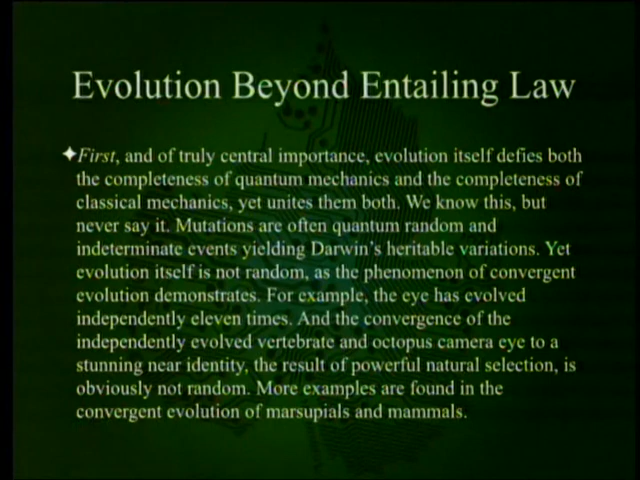 Evolution Beyond Entailing Law
✦First, and of truly central importance, evolution itself defies both
the completeness of quantum mechanics and the completeness of
classical mechanics, yet unites them both. We know this, but
never say it. Mutations are often quantum random and
indeterminate events yielding Darwin's heritable variations. Yet
evolution itself is not random, as the phenomenon of convergent
evolution demonstrates. For example, the eye has evolved
independently eleven times. And the convergence of the
independently evolved vertebrate and octopus camera eye to a
stunning near identity, the result of powerful natural selection, is
obviously not random. More examples are found in the
convergent evolution of marsupials and mammals.